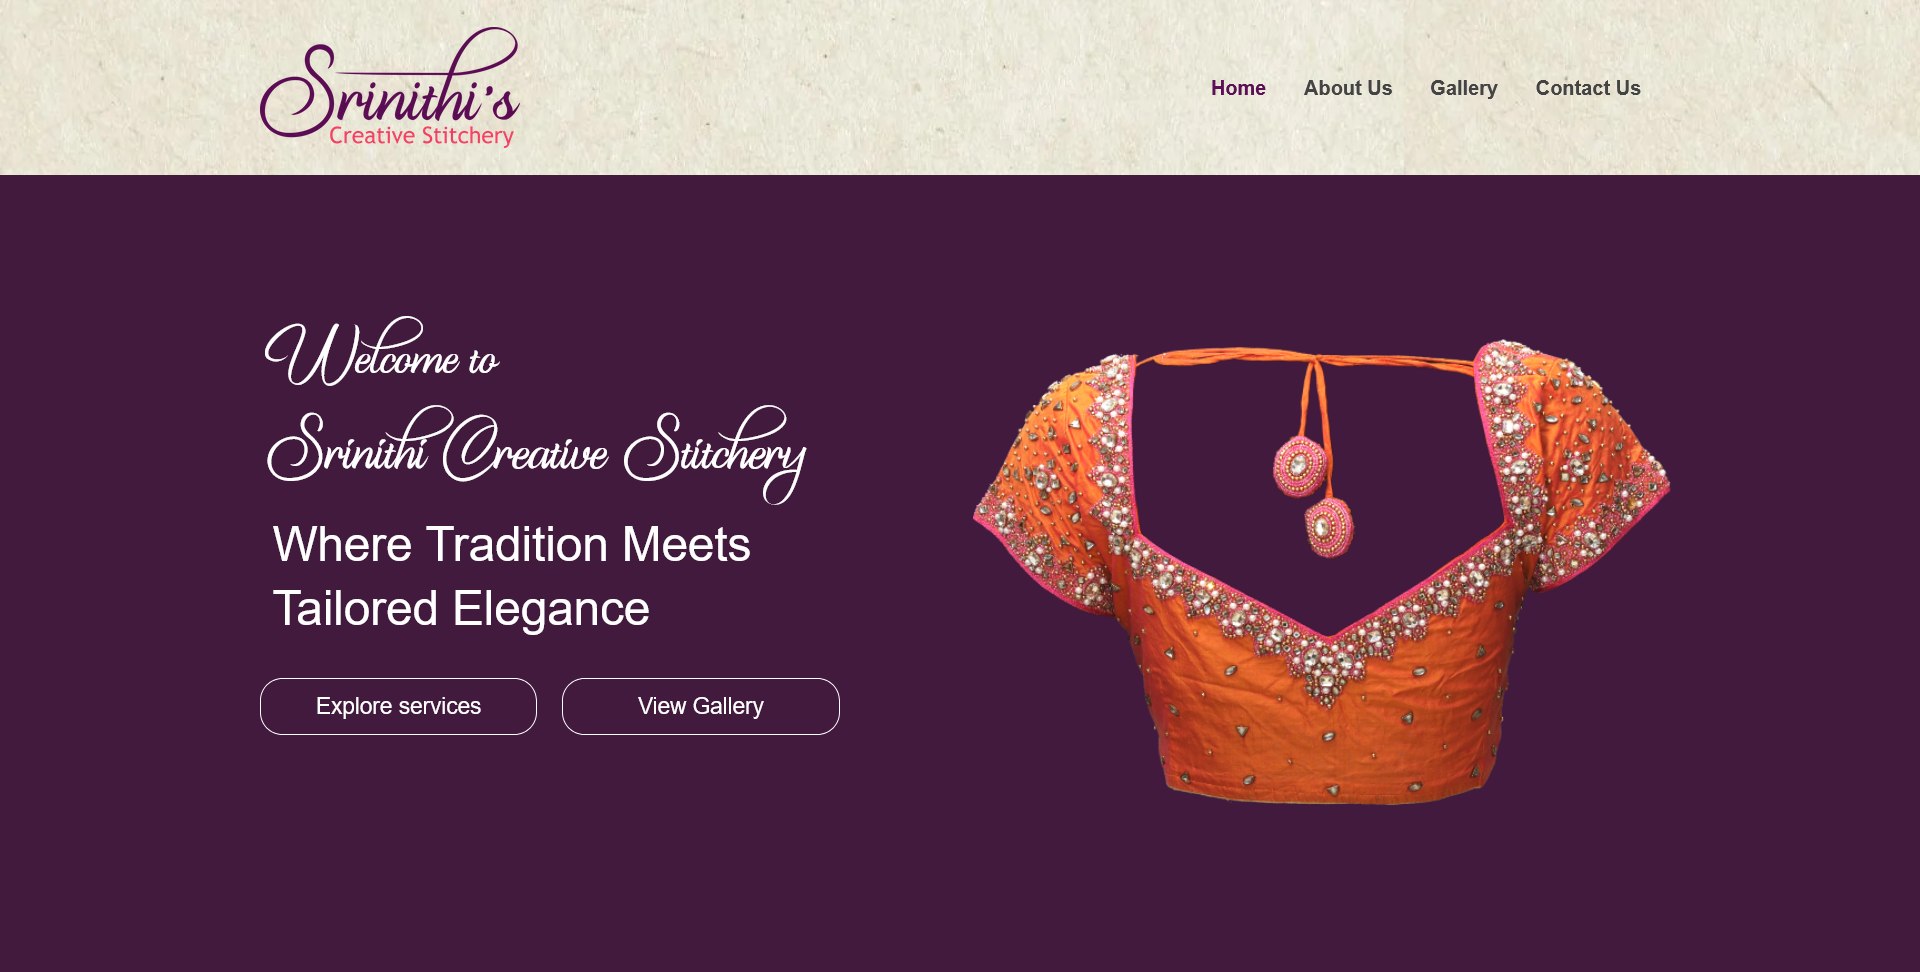 Srinithi's
Creative Stitchery
Home About Us Gallery Contact Us
Welcome to
Srinithi Creative Stitchery
Where Tradition Meets
Tailored Elegance
Explore services View Gallery